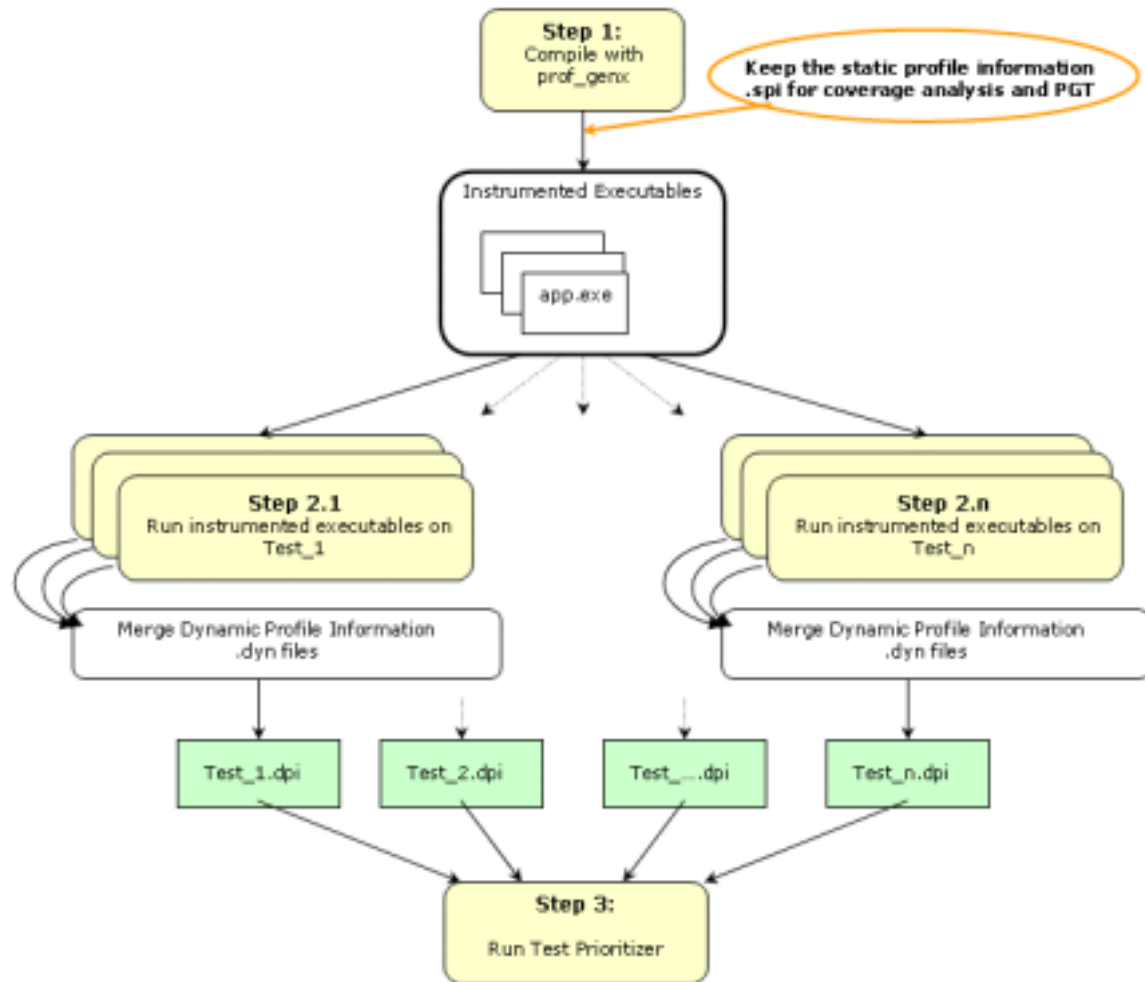 Step 1:
Compile with
prof_genx
Keep the static profile information
.spi for coverage analysis and PGT
Instrumented Executables
app.exe
Step 2.1
Run instrumented executables on
Test_1
Step 2.n
Run instrumented executables on
Test_n
Merge Dynamic Profile Information
.dyn files
Merge Dynamic Profile Information
.dyn files
Test_1.dpi
Test_2.dpi
Test_....dpi
Test_n.dpi
Step 3:
Run Test Prioritizer